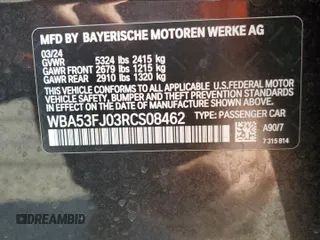 MFD BY BAYERISCHE MOTOREN WERKE AG
03/24
GVWR 5324 lbs 2415 kg
GAWR FRONT 2679 lbs 1215 kg
GAWR REAR 2910 lbs 1320 kg
THIS VEHICLE CONFORMS TO ALL APPLICABLE
FEDERAL MOTOR VEHICLE SAFETY, BUMPER, AND
THEFT PREVENTION STANDARDS IN EFFECT ON
THE DATE OF MANUFACTURE SHOWN ABOVE.
WBA53FJ03RCS08462 TYPE: PASSENGER CAR
A90/7
7 315 814
DREAMBID